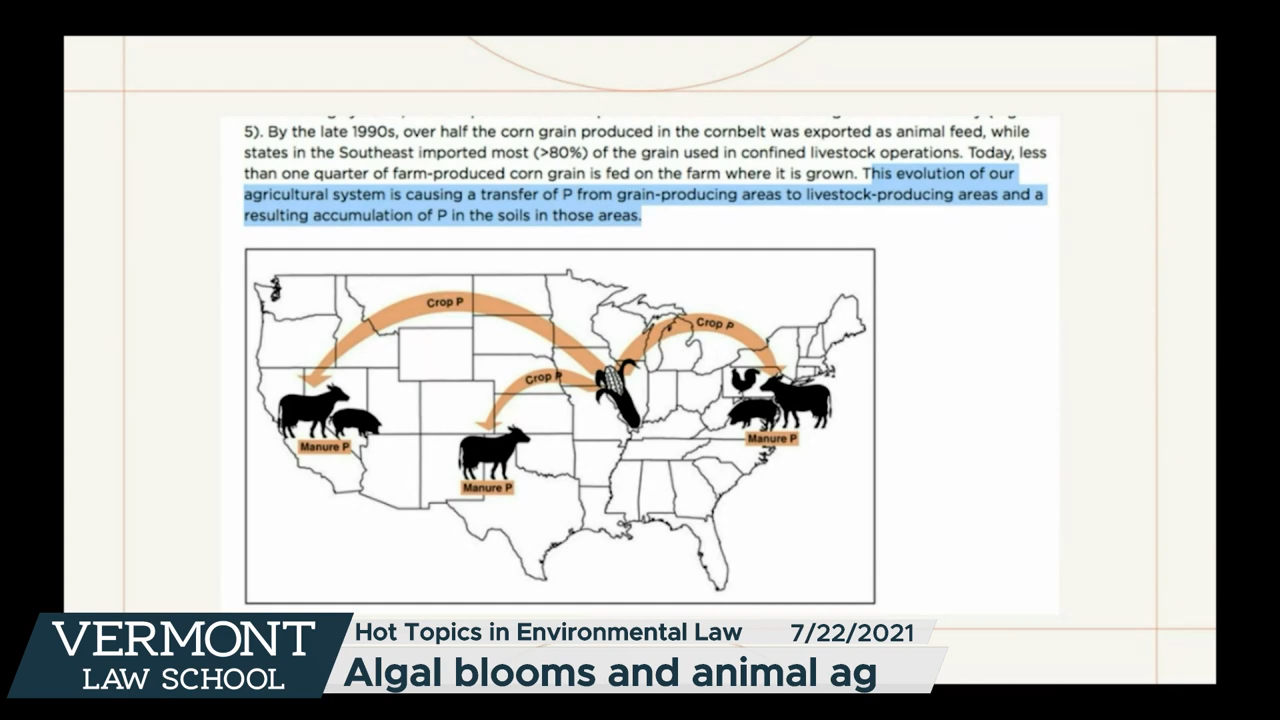 5). By the late 1990s, over half the corn grain produced in the cornbelt was exported as animal feed, while
states in the Southeast imported most (>80%) of the grain used in confined livestock operations. Today, less
than one quarter of farm-produced corn grain is fed on the farm where it is grown. This evolution of our
agricultural system is causing a transfer of P from grain-producing areas to livestock-producing areas and a
resulting accumulation of P in the soils in those areas.
Crop P
Crop P
Crop P
Manure P
Manure P
Manure P
VERMONT
LAW SCHOOL
Hot Topics in Environmental Law 7/22/2021
Algal blooms and animal ag